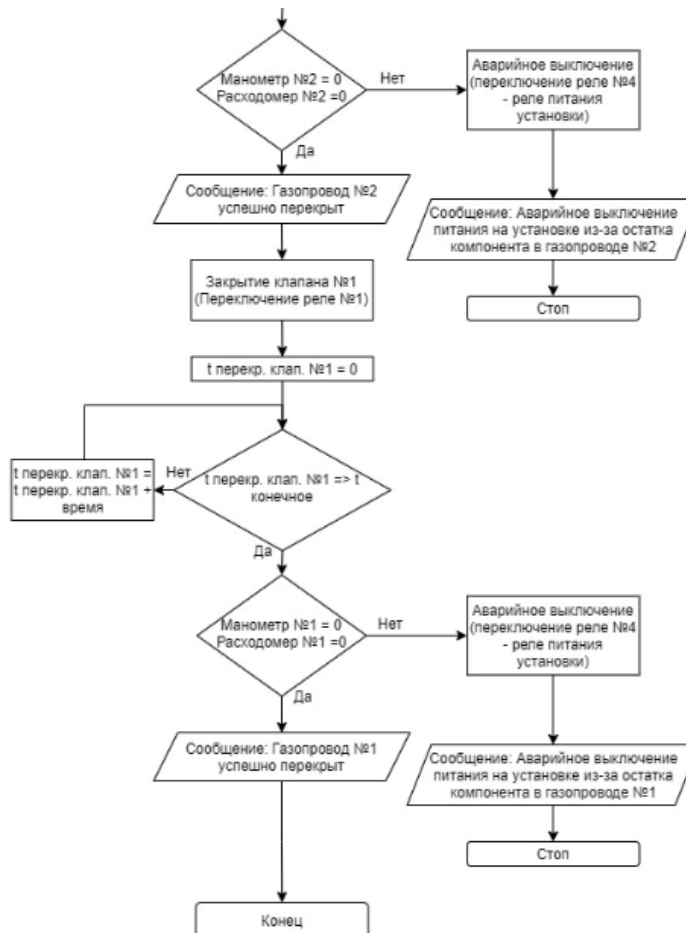 Манометр №2 = 0
Расходомер №2 =0
Нет
Аварийное выключение
(переключение реле №4
- реле питания
установки)
Да
Сообщение: Газопровод №2
успешно перекрыт
Сообщение: Аварийное выключение
питания на установке из-за остатка
компонента в газопроводе №2
Закрытие клапана №1
(Переключение реле №1)
Стоп
t перекр. клап. №1 = 0
t перекр. клап. №1 =
t перекр. клап. №1 +
время
Нет
t перекр. клап. №1 => t
конечное
Да
Манометр №1 = 0
Расходомер №1 =0
Нет
Аварийное выключение
(переключение реле №4
- реле питания
установки)
Да
Сообщение: Газопровод №1
успешно перекрыт
Сообщение: Аварийное выключение
питания на установке из-за остатка
компонента в газопроводе №1
Стоп
Конец